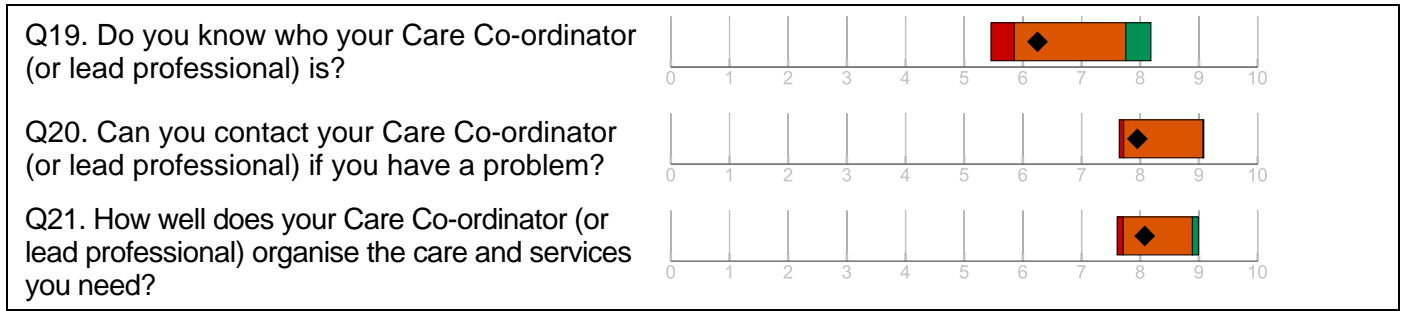 Q19. Do you know who your Care Co-ordinator
(or lead professional) is?
0 1 2 3 4 5 6 7 8 9 10
Q20. Can you contact your Care Co-ordinator
(or lead professional) if you have a problem?
0 1 2 3 4 5 6 7 8 9 10
Q21. How well does your Care Co-ordinator (or
lead professional) organise the care and services
you need?
0 1 2 3 4 5 6 7 8 9 10